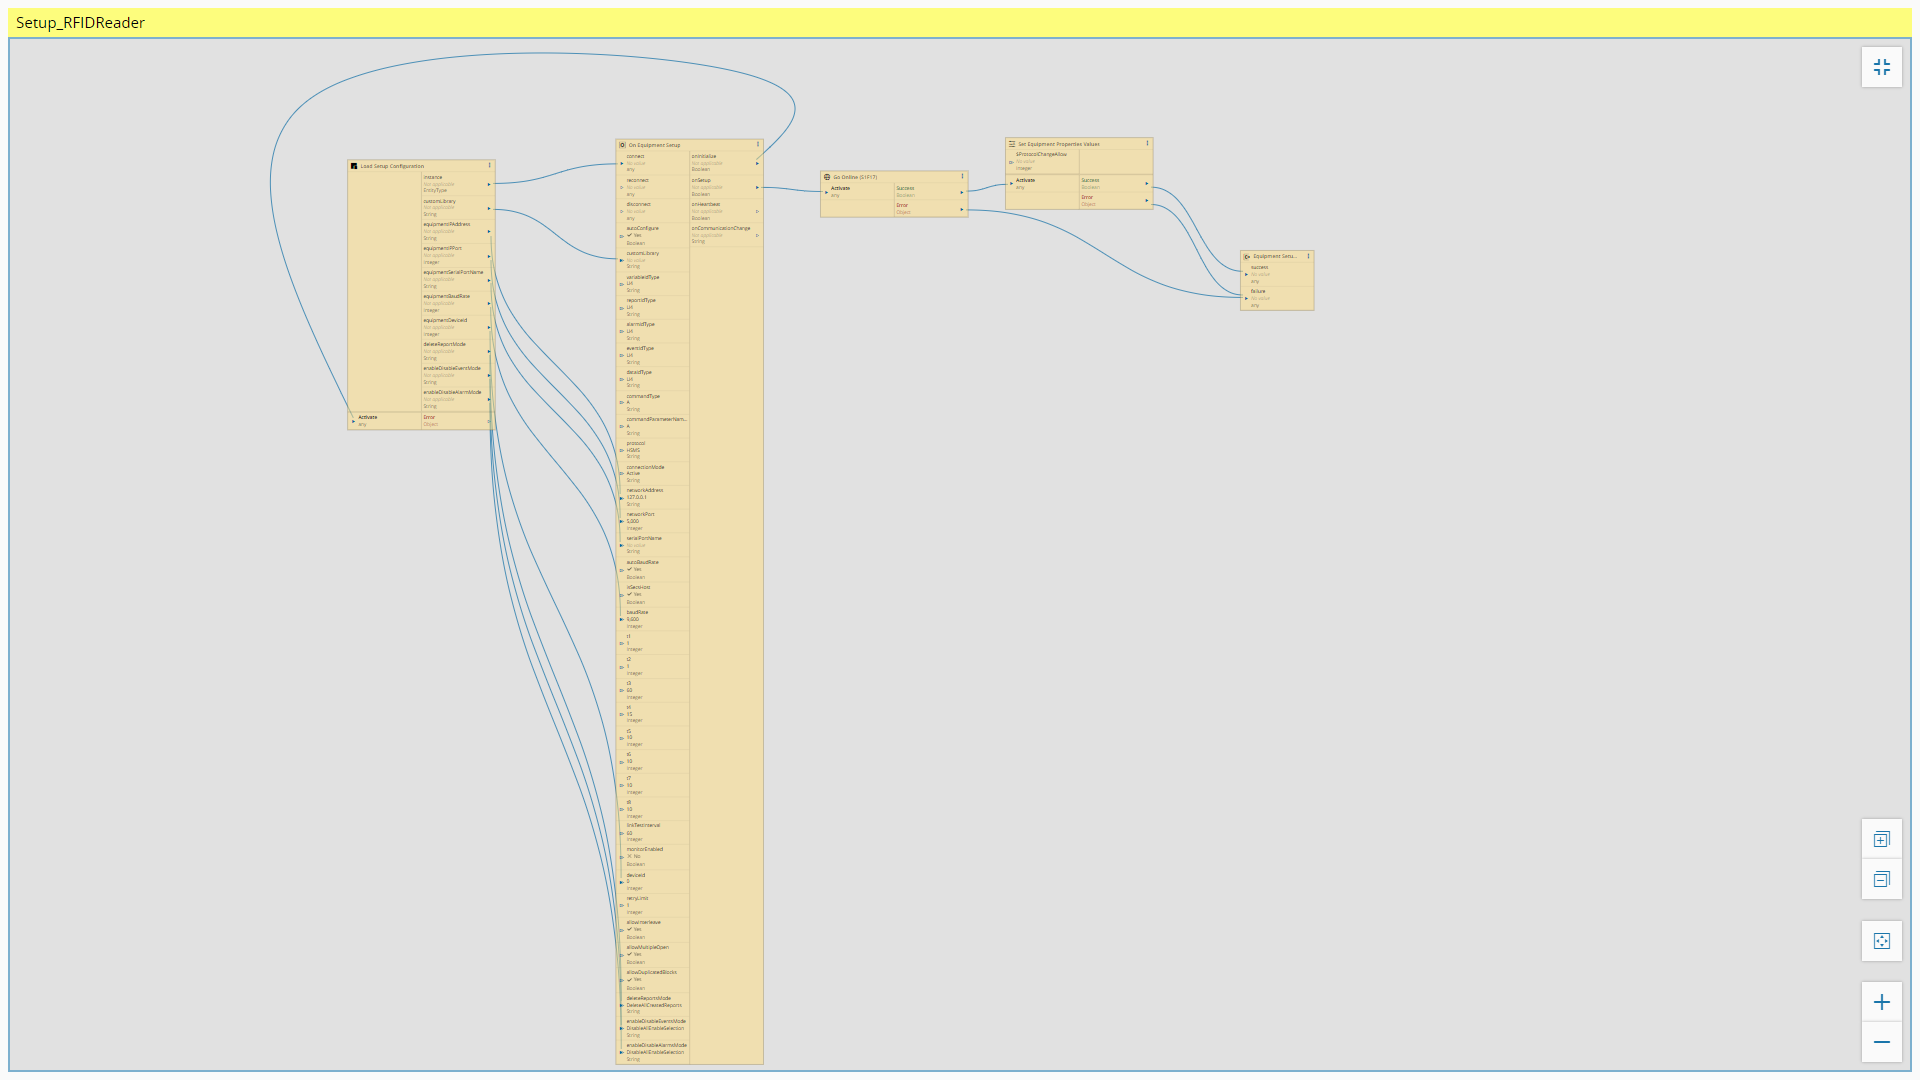 Setup_RFIDReader
Load Setup Configuration
instance
Not applicable
EntityType
customLibrary
Not applicable
String
equipmentIPAddress
Not applicable
String
equipmentIPPort
Not applicable
Integer
equipmentSerialPortName
Not applicable
String
equipmentBaudRate
Not applicable
Integer
equipmentDeviceId
Not applicable
Integer
deleteReportMode
Not applicable
String
enableDisableEventMode
Not applicable
String
enableDisableAlarmMode
Not applicable
String
Activate
any
Error
Object
On Equipment Setup
connect
No value
any
reconnect
No value
any
disconnect
No value
any
autoConfigure
Yes
Boolean
customLibrary
No value
String
variableIdType
UI4
String
reportIdType
UI4
String
alarmIdType
UI4
String
eventIdType
UI4
String
dataIdType
UI4
String
commandType
A
String
commandParameterNam...
A
String
protocol
HSMS
String
connectionMode
Active
String
networkAddress
127.0.0.1
String
networkPort
5,000
Integer
serialPortName
No value
String
autoBaudRate
Yes
Boolean
isSecsHost
Yes
Boolean
baudRate
9,600
Integer
t1
1
Integer
t2
1
Integer
t3
60
Integer
t4
15
Integer
t5
10
Integer
t6
10
Integer
t7
10
Integer
t8
10
Integer
linkTestInterval
60
Integer
monitorEnabled
No
Boolean
deviceId
0
Integer
retryLimit
1
Integer
allowInterleave
Yes
Boolean
allowMultipleOpen
Yes
Boolean
allowDuplicatedBlocks
Yes
Boolean
deleteReportsMode
DeleteAllCreatedReports
String
enableDisableEventsMode
DisableAllEnableSelection
String
enableDisableAlarmsMode
DisableAllEnableSelection
String
onInitialize
Not applicable
Boolean
onSetup
Not applicable
Boolean
onHeartbeat
Not applicable
Boolean
onCommunicationChange
Not applicable
String
Go Online (S1F17)
Activate
any
Success
Boolean
Error
Object
Set Equipment Properties Values
$ProtocolChangeAllow
No value
Integer
Activate
any
Success
Boolean
Error
Object
Equipment Setu...
success
No value
any
failure
No value
any